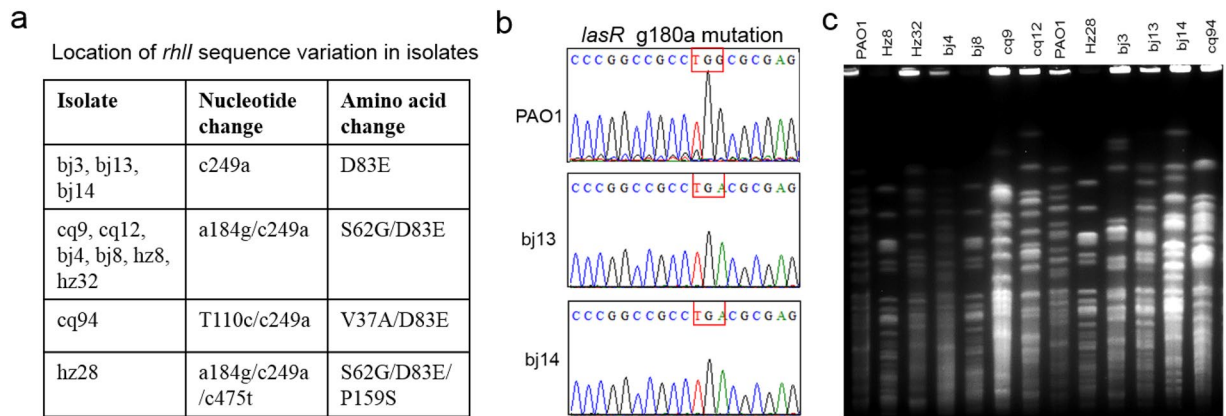 a
Location of rhlI sequence variation in isolates
Isolate
Nucleotide
change
Amino acid
change
bj3, bj13,
bj14
c249a
D83E
cq9, cq12,
bj4, bj8, hz8,
hz32
a184g/c249a
S62G/D83E
cq94
T110c/c249a
V37A/D83E
hz28
a184g/c249a
/c475t
S62G/D83E/
P159S
b
lasR g180a mutation
PAO1
CCCGGCCGCCTGGCGCGAG
bj13
CCCGGCCGCCTGACGCGAG
bj14
CCCGGCCGCCTGACGCGAG
c
PAO1
Hz8
Hz32
bj4
bj8
cq9
cq12
PAO1
Hz28
bj3
bj13
bj14
cq94